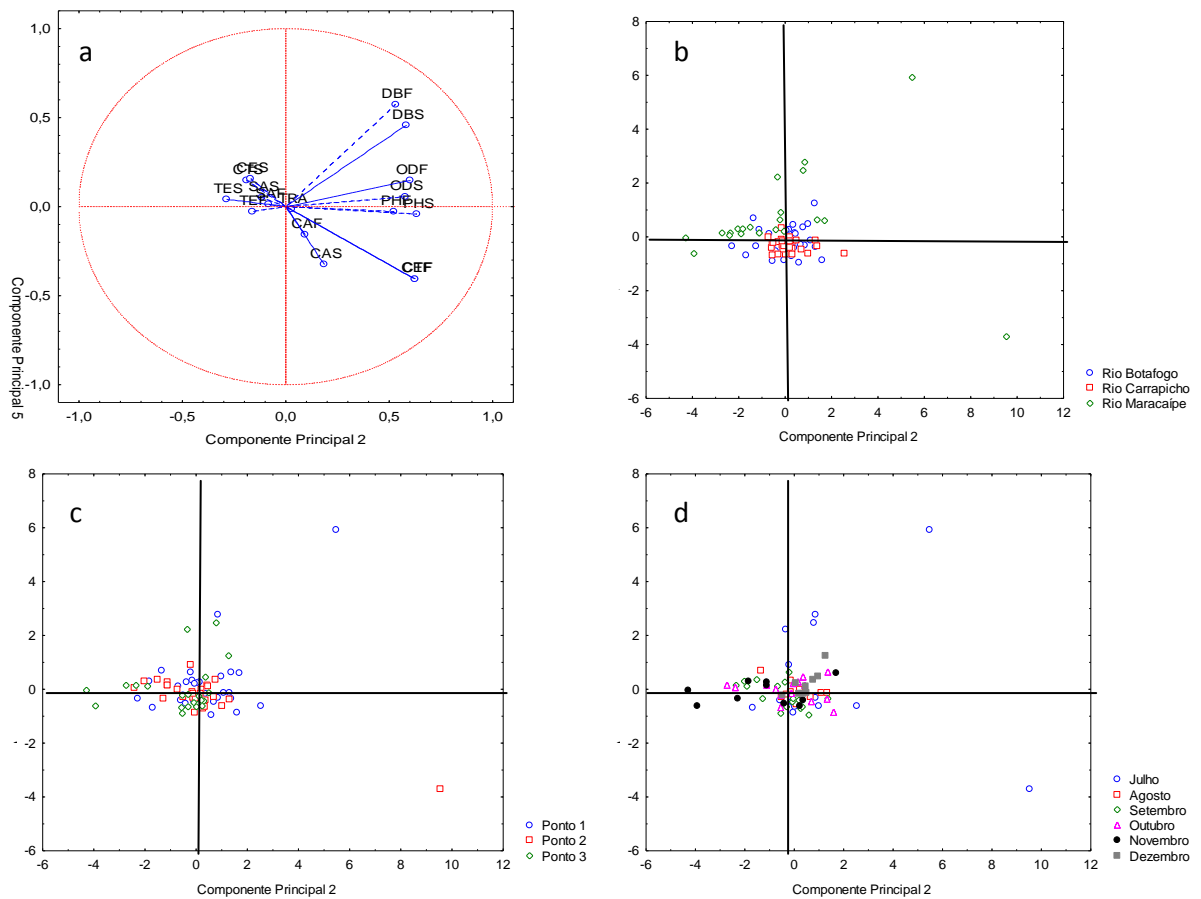 a
1,0
0,5
0,0
-0,5
-1,0
DBF
DBS
ODF
ODS
PHF
PHS
CES
CTS
SAS
SAF
TES
TEF
TRA
CAF
CAS
-1,0 -0,5 0,0 0,5 1,0
Componente Principal 2
Componente Principal 5
b
8
6
4
2
0
-2
-4
-6
-6 -4 -2 0 2 4 6 8 10 12
Componente Principal 2
Rio Botafogo
Rio Carrapicho
Rio Maracaípe
c
8
6
4
2
0
-2
-4
-6
-6 -4 -2 0 2 4 6 8 10 12
Componente Principal 2
Ponto 1
Ponto 2
Ponto 3
d
8
6
4
2
0
-2
-4
-6
-6 -4 -2 0 2 4 6 8 10 12
Componente Principal 2
Julho
Agosto
Setembro
Outubro
Novembro
Dezembro